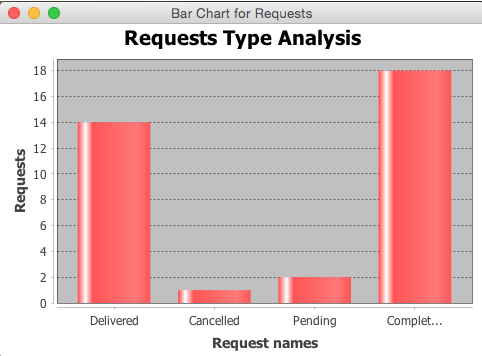 Bar Chart for Requests
Requests Type Analysis
18
16
14
12
10
8
6
4
2
0
Requests
Delivered Cancelled Pending Complet...
Request names